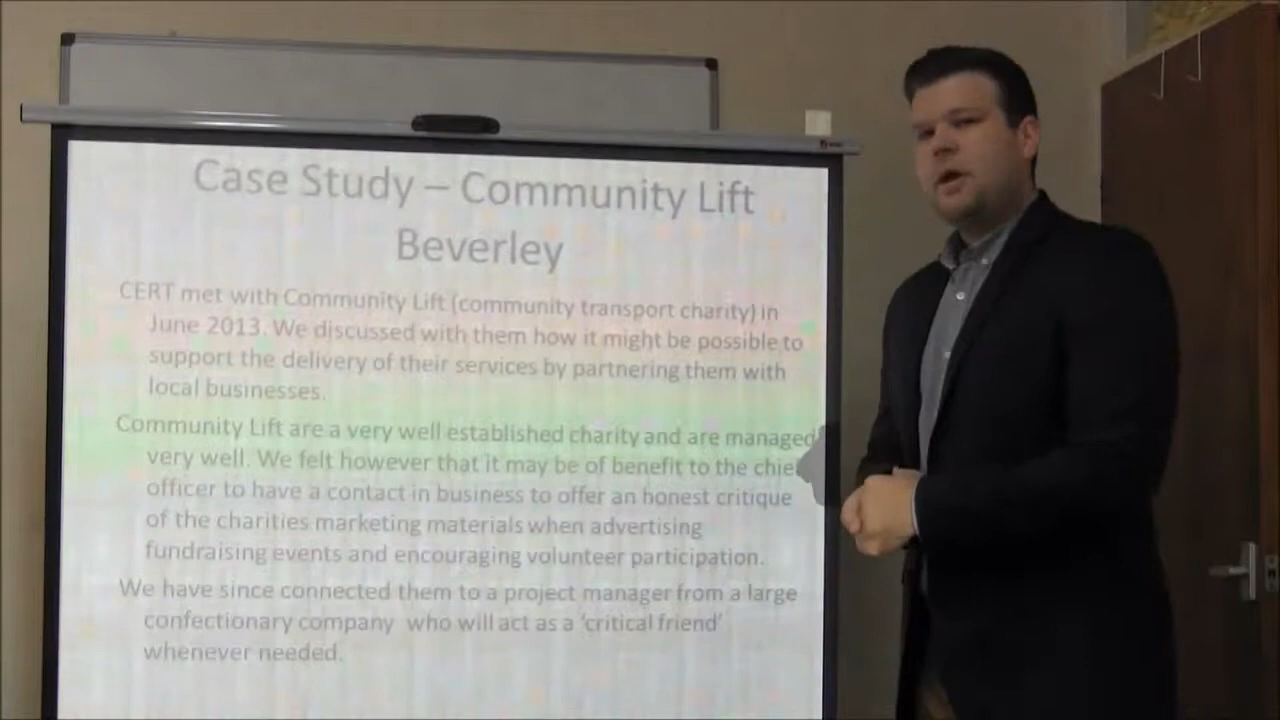 Case Study – Community Lift
Beverley
CERT met with Community Lift (community transport charity) in
June 2013. We discussed with them how it might be possible to
support the delivery of their services by partnering them with
local businesses.
Community Lift are a very well established charity and are managed
very well. We felt however that it may be of benefit to the chie
officer to have a contact in business to offer an honest critique
of the charities marketing materials when advertising
fundraising events and encouraging volunteer participation.
We have since connected them to a project manager from a large
confectionary company who will act as a ‘critical friend’
whenever needed.